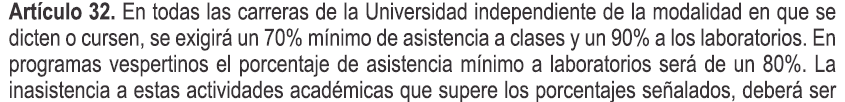 Artículo 32. En todas las carreras de la Universidad independiente de la modalidad en que se
dicten o cursen, se exigirá un 70% mínimo de asistencia a clases y un 90% a los laboratorios. En
programas vespertinos el porcentaje de asistencia mínimo a laboratorios será de un 80%. La
inasistencia a estas actividades académicas que supere los porcentajes señalados, deberá ser